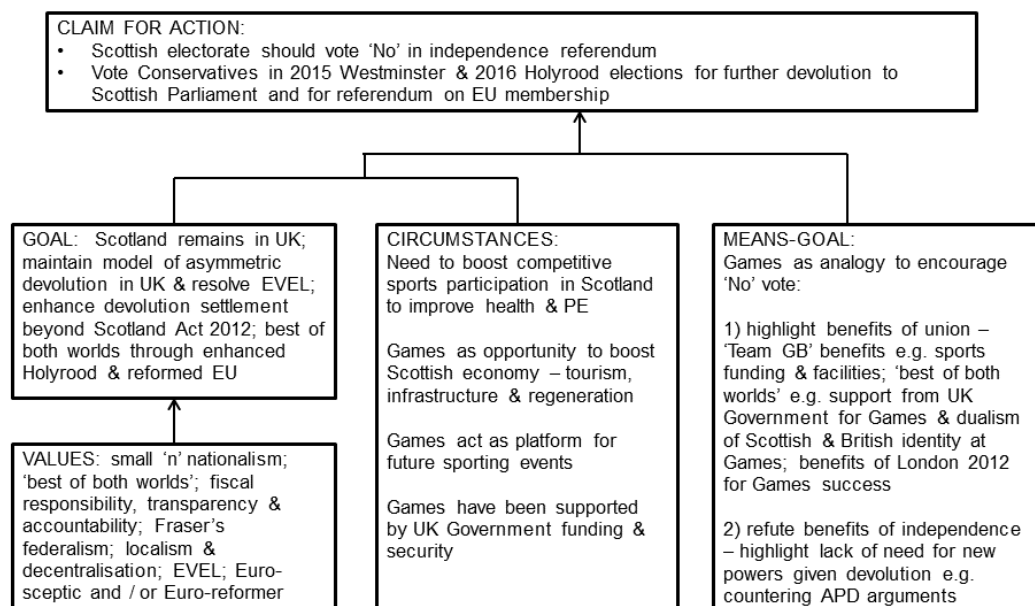 CLAIM FOR ACTION:
• Scottish electorate should vote ‘No’ in independence referendum
• Vote Conservatives in 2015 Westminster & 2016 Holyrood elections for further devolution to
Scottish Parliament and for referendum on EU membership
GOAL: Scotland remains in UK;
maintain model of asymmetric
devolution in UK & resolve EVEL;
enhance devolution settlement
beyond Scotland Act 2012; best of
both worlds through enhanced
Holyrood & reformed EU
VALUES: small ‘n’ nationalism;
‘best of both worlds’; fiscal
responsibility, transparency &
accountability; Fraser’s
federalism; localism &
decentralisation; EVEL; Euro-
sceptic and / or Euro-reformer
CIRCUMSTANCES:
Need to boost competitive
sports participation in Scotland
to improve health & PE
Games as opportunity to boost
Scottish economy – tourism,
infrastructure & regeneration
Games act as platform for
future sporting events
Games have been supported
by UK Government funding &
security
MEANS-GOAL:
Games as analogy to encourage
‘No’ vote:
1) highlight benefits of union –
‘Team GB’ benefits e.g. sports
funding & facilities; ‘best of both
worlds’ e.g. support from UK
Government for Games & dualism
of Scottish & British identity at
Games; benefits of London 2012
for Games success
2) refute benefits of independence
– highlight lack of need for new
powers given devolution e.g.
countering APD arguments